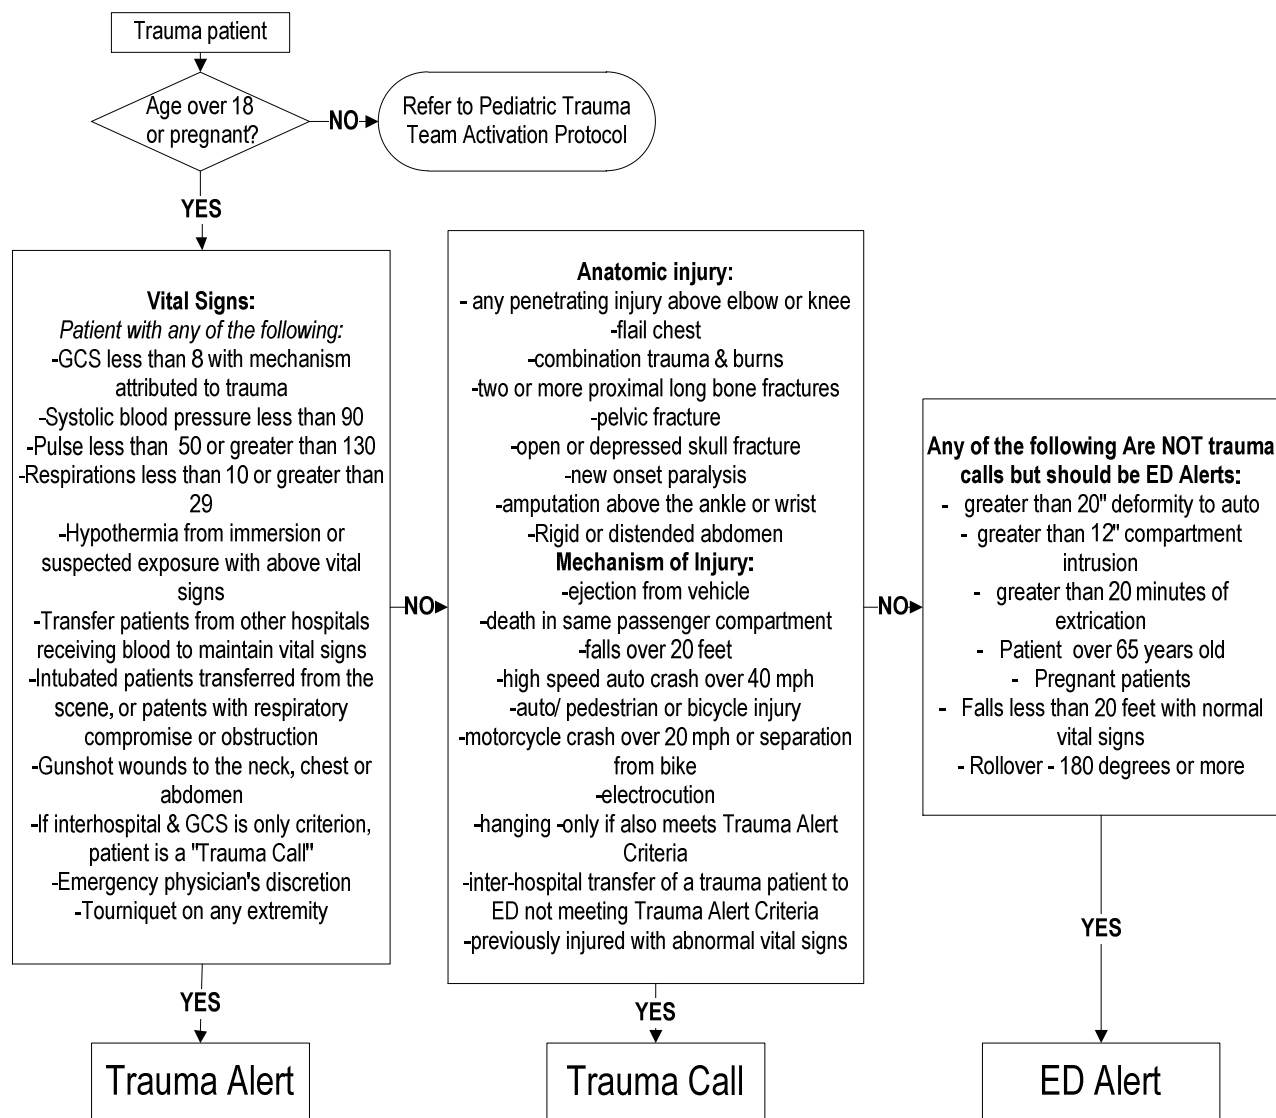 Trauma patient
Age over 18
or pregnant?
NO
Refer to Pediatric Trauma
Team Activation Protocol
YES
Vital Signs:
Patient with any of the following:
-GCS less than 8 with mechanism
attributed to trauma
-Systolic blood pressure less than 90
-Pulse less than 50 or greater than 130
-Respirations less than 10 or greater than
29
-Hypothermia from immersion or
suspected exposure with above vital
signs
-Transfer patients from other hospitals
receiving blood to maintain vital signs
-Intubated patients transferred from the
scene, or patents with respiratory
compromise or obstruction
-Gunshot wounds to the neck, chest or
abdomen
-If interhospital & GCS is only criterion,
patient is a "Trauma Call"
-Emergency physician's discretion
-Tourniquet on any extremity
NO
YES
Trauma Alert
Anatomic injury:
- any penetrating injury above elbow or knee
-flail chest
-combination trauma & burns
-two or more proximal long bone fractures
-pelvic fracture
-open or depressed skull fracture
-new onset paralysis
-amputation above the ankle or wrist
-Rigid or distended abdomen
Mechanism of Injury:
-ejection from vehicle
-death in same passenger compartment
-falls over 20 feet
-high speed auto crash over 40 mph
-auto/ pedestrian or bicycle injury
-motorcycle crash over 20 mph or separation
from bike
-electrocution
-hanging -only if also meets Trauma Alert
Criteria
-inter-hospital transfer of a trauma patient to
ED not meeting Trauma Alert Criteria
-previously injured with abnormal vital signs
NO
YES
Trauma Call
Any of the following Are NOT trauma
calls but should be ED Alerts:
- greater than 20" deformity to auto
- greater than 12" compartment
intrusion
- greater than 20 minutes of
extrication
- Patient over 65 years old
- Pregnant patients
- Falls less than 20 feet with normal
vital signs
- Rollover - 180 degrees or more
YES
ED Alert